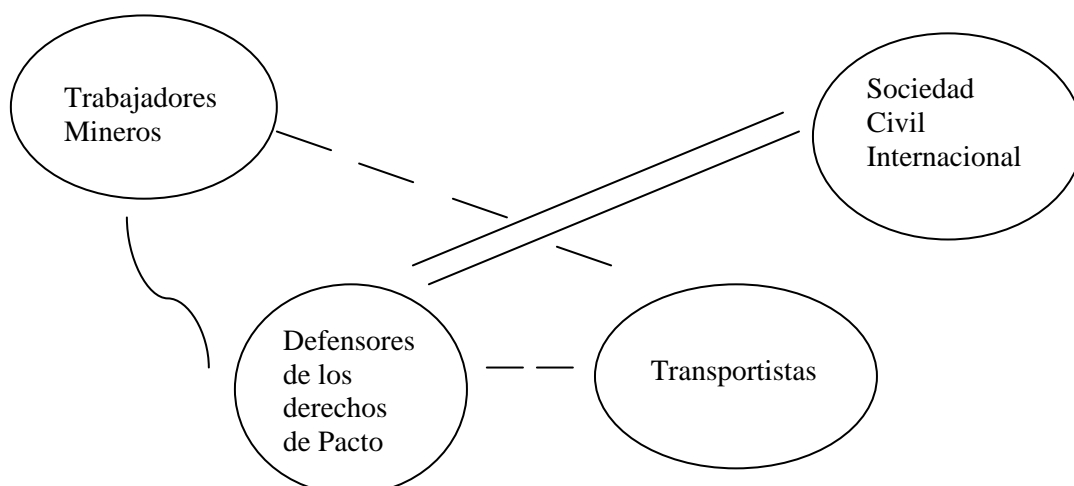 Trabajadores
Mineros
Sociedad
Civil
Internacional
Defensores
de los
derechos
de Pacto
Transportistas